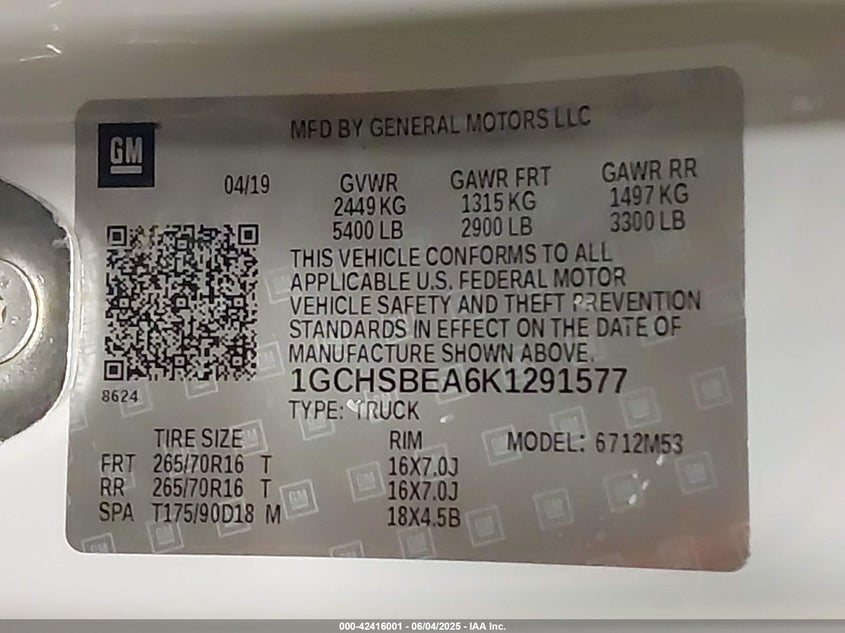 MFD BY GENERAL MOTORS LLC
GM
04/19 GVWR GAWR FRT GAWR RR
2449 KG 1315 KG 1497 KG
5400 LB 2900 LB 3300 LB
THIS VEHICLE CONFORMS TO ALL
APPLICABLE U.S. FEDERAL MOTOR
VEHICLE SAFETY AND THEFT PREVENTION
STANDARDS IN EFFECT ON THE DATE OF
MANUFACTURE SHOWN ABOVE.
1GCHSBEA6K1291577
8624
TYPE: TRUCK
TIRE SIZE RIM MODEL: 6712M53
FRT 265/70R16 T 16X7.0J
RR 265/70R16 T 16X7.0J
SPA T175/90D18 M 18X4.5B
000-42416001 - 06/04/2025 - IAA Inc.